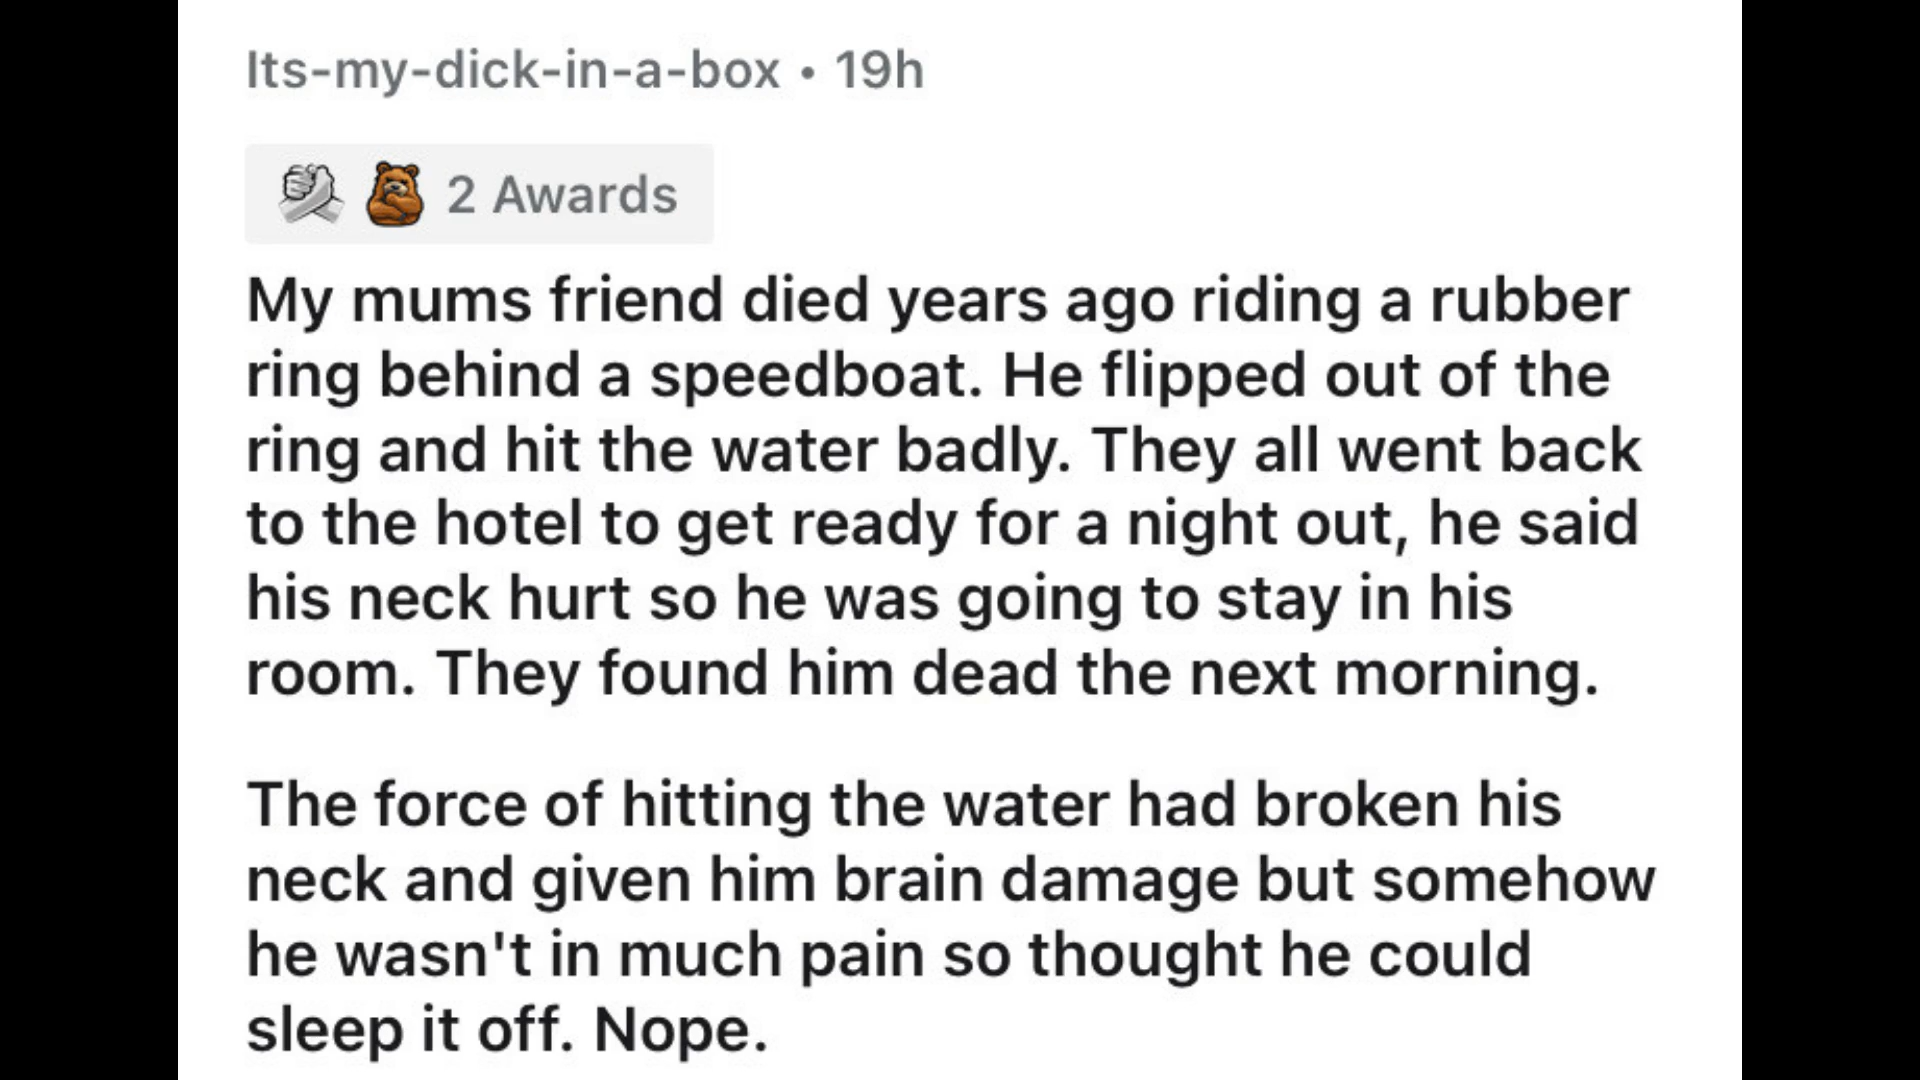 Its-my-dick-in-a-box • 19h
2 Awards
My mums friend died years ago riding a rubber
ring behind a speedboat. He flipped out of the
ring and hit the water badly. They all went back
to the hotel to get ready for a night out, he said
his neck hurt so he was going to stay in his
room. They found him dead the next morning.
The force of hitting the water had broken his
neck and given him brain damage but somehow
he wasn't in much pain so thought he could
sleep it off. Nope.